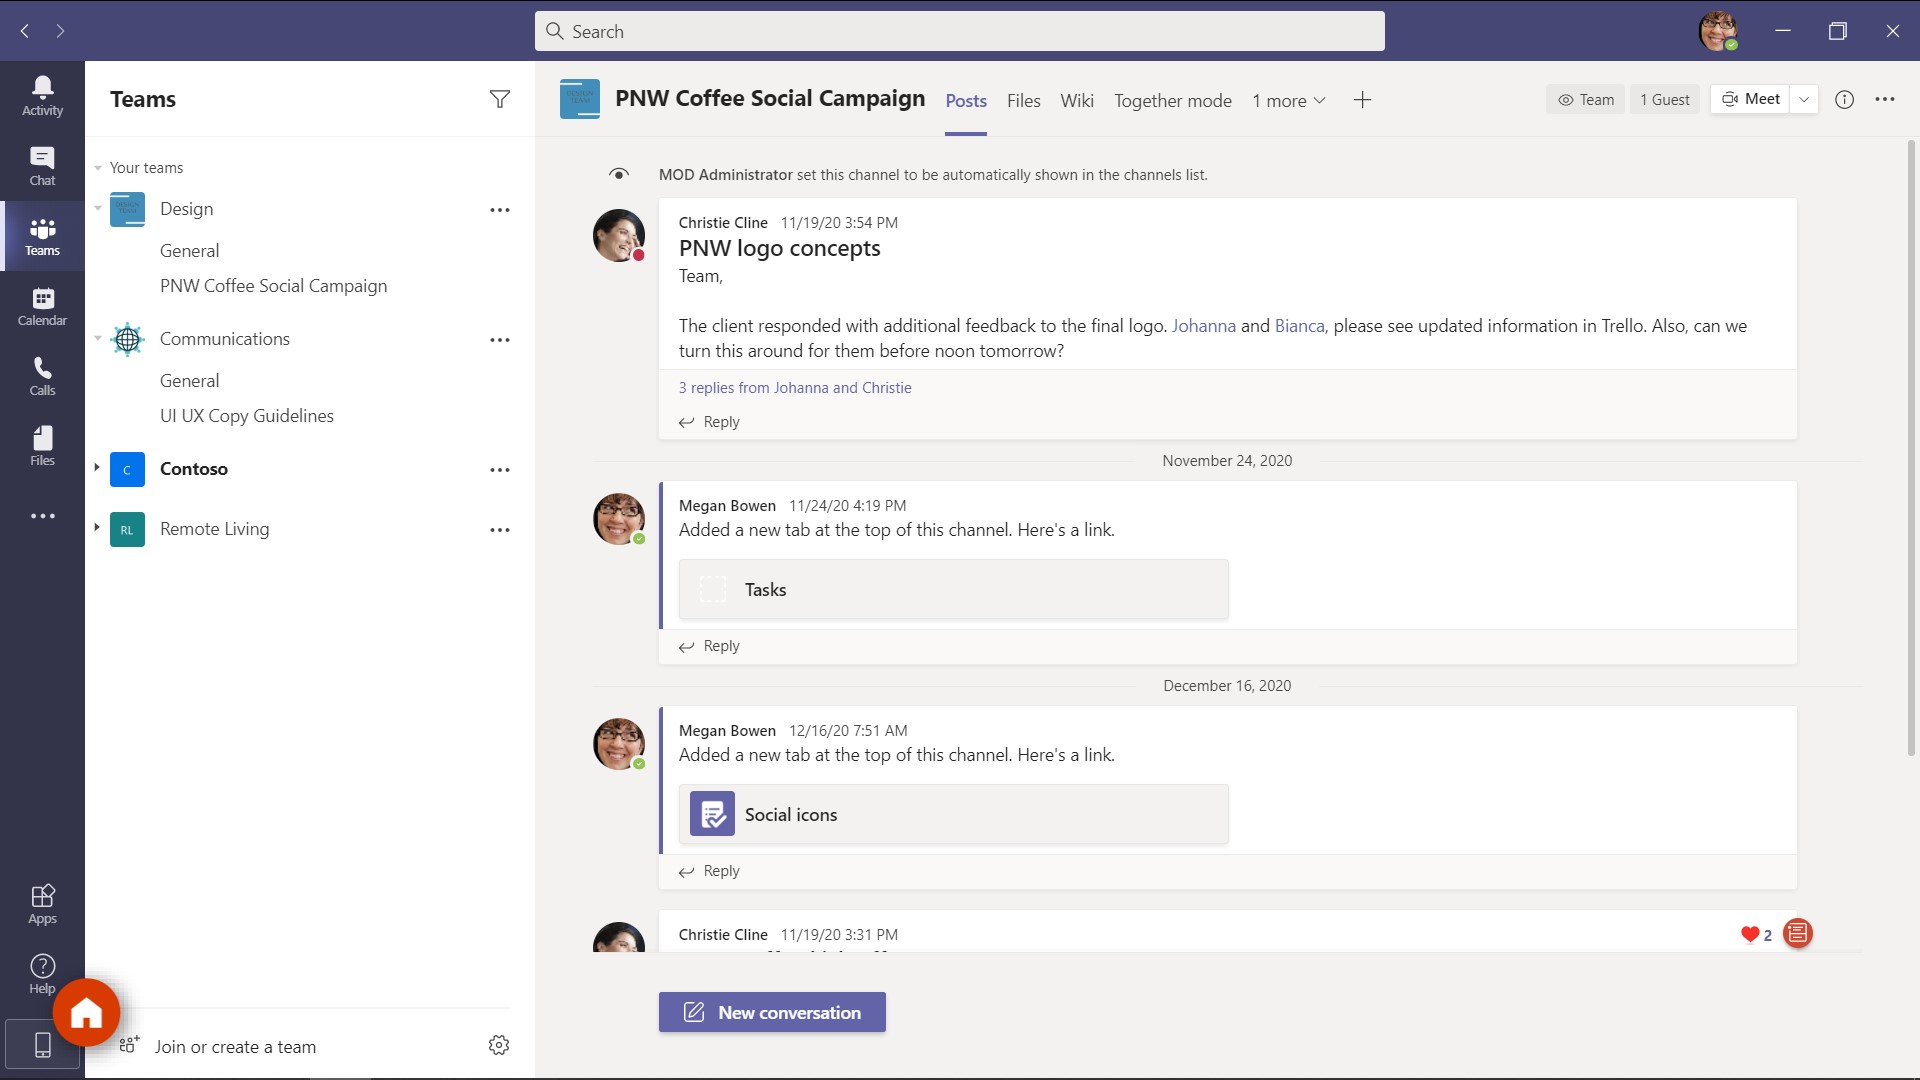 Search
Activity
Chat
Teams
Calendar
Calls
Files
Apps
Help
Teams
Your teams
Design
General
PNW Coffee Social Campaign
Communications
General
UI UX Copy Guidelines
C
Contoso
RL
Remote Living
Join or create a team
DESIGN TEAM
PNW Coffee Social Campaign
Posts
Files
Wiki
Together mode
1 more
Team
1 Guest
Meet
MOD Administrator set this channel to be automatically shown in the channels list.
Christie Cline 11/19/20 3:54 PM
PNW logo concepts
Team,
The client responded with additional feedback to the final logo. Johanna and Bianca, please see updated information in Trello. Also, can we
turn this around for them before noon tomorrow?
3 replies from Johanna and Christie
Reply
November 24, 2020
Megan Bowen 11/24/20 4:19 PM
Added a new tab at the top of this channel. Here's a link.
Tasks
Reply
December 16, 2020
Megan Bowen 12/16/20 7:51 AM
Added a new tab at the top of this channel. Here's a link.
Social icons
Reply
Christie Cline 11/19/20 3:31 PM
2
New conversation